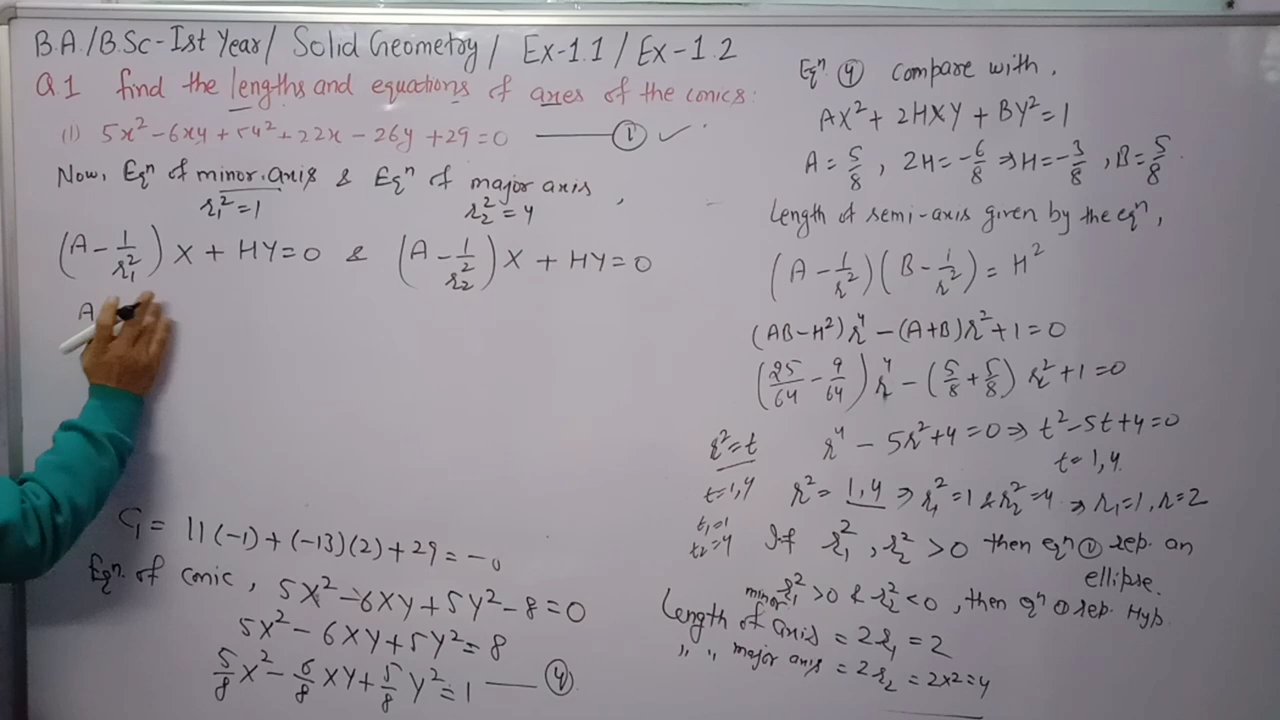 B.A./B.Sc-Ist Year/ Solid Geometry/ Ex-1.1 / Ex-1.2
Q.1 find the lengths and equations of axes of the conics:
(1) 5x² - 6xy + 5y² + 22x - 26y + 29 = 0 —— ① ✓
Now, Eqⁿ of minor axis & Eqⁿ of major axis,
r₁² = 1 r₂² = 4
(A - 1/r₁²) X + HY = 0 & (A - 1/r₂²) X + HY = 0
A
C₁ = 11(-1) + (-13)(2) + 29 = -
Eqⁿ. of conic, 5X² - 6XY + 5Y² - 8 = 0
5X² - 6XY + 5Y² = 8
5/8 X² - 6/8 XY + 5/8 Y² = 1 —— ④
Eqⁿ. ④ compare with,
AX² + 2HXY + BY² = 1
A = 5/8, 2H = -6/8 ⇒ H = -3/8, B = 5/8
Length of semi-axis given by the eqⁿ,
(A - 1/r²)(B - 1/r²) = H²
(AB - H²)r⁴ - (A+B)r² + 1 = 0
(25/64 - 9/64) r⁴ - (5/8 + 5/8) r² + 1 = 0
r² = t r⁴ - 5r² + 4 = 0 ⇒ t² - 5t + 4 = 0
t = 1, 4.
t = 1, 4 r² = 1, 4 ⇒ r₁² = 1 & r₂² = 4 ⇒ r₁ = 1, r = 2
t₁ = 1
t₂ = 4 If r₁², r₂² > 0 then eqⁿ ① rep. an
ellipse.
r₁² > 0 & r₂² < 0, then eqⁿ ① rep. Hyp.
Length of minor axis = 2r₁ = 2
" " major axis = 2r₂ = 2x2 = 4